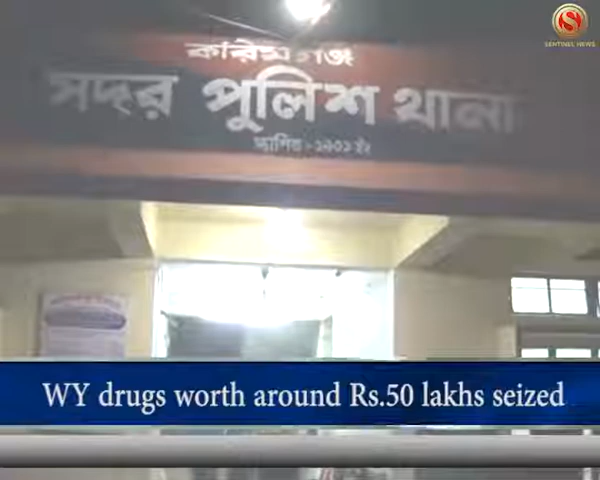 SENTINEL NEWS
করিমগঞ্জ
সদর পুলিশ থানা
স্থাপিত
WY drugs worth around Rs.50 lakhs seized